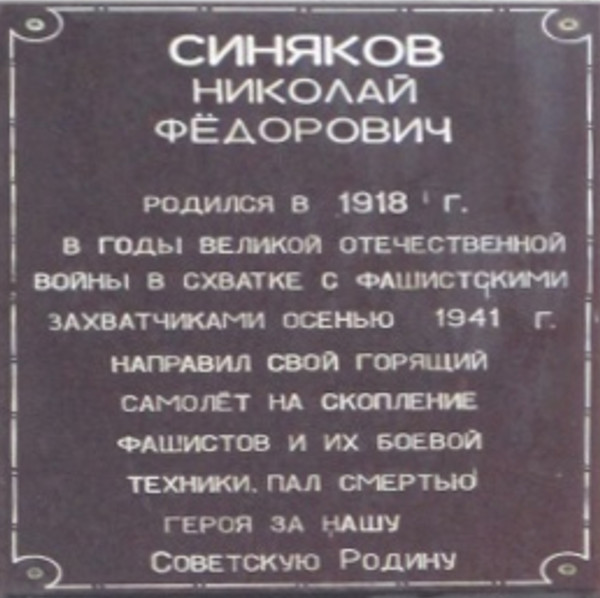 СИНЯКОВ
НИКОЛАЙ
ФЁДОРОВИЧ
РОДИЛСЯ В 1918 Г.
В ГОДЫ ВЕЛИКОЙ ОТЕЧЕСТВЕННОЙ
ВОЙНЫ В СХВАТКЕ С ФАШИСТСКИМИ
ЗАХВАТЧИКАМИ ОСЕНЬЮ 1941 Г.
НАПРАВИЛ СВОЙ ГОРЯЩИЙ
САМОЛЁТ НА СКОПЛЕНИЕ
ФАШИСТОВ И ИХ БОЕВОЙ
ТЕХНИКИ. ПАЛ СМЕРТЬЮ
ГЕРОЯ ЗА НАШУ
СОВЕТСКУЮ РОДИНУ